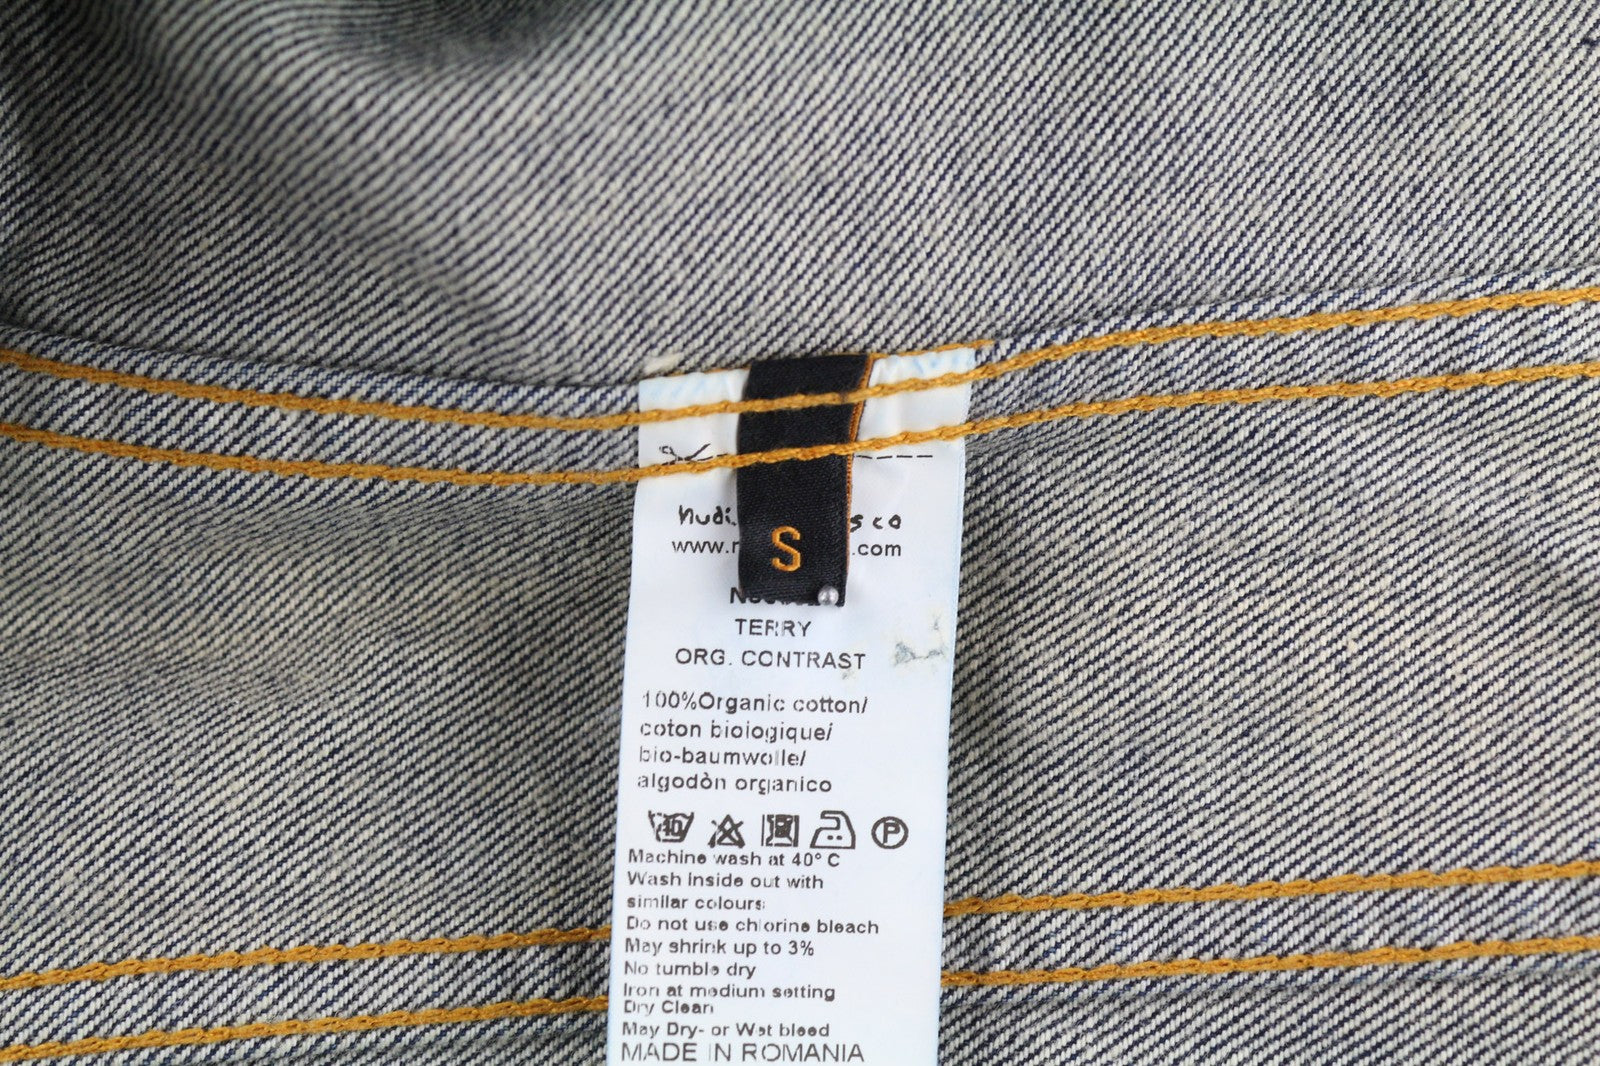 S
TERRY
ORG. CONTRAST
100%Organic cotton/
coton biologique/
bio-baumwolle/
algodòn organico
40
P
Machine wash at 40° C
Wash Inside out with
similar colours
Do not use chlorine bleach
May shrink up to 3%
No tumble dry
Iron at medium setting
Dry Clean
May Dry- or Wet bleed
MADE IN ROMANIA